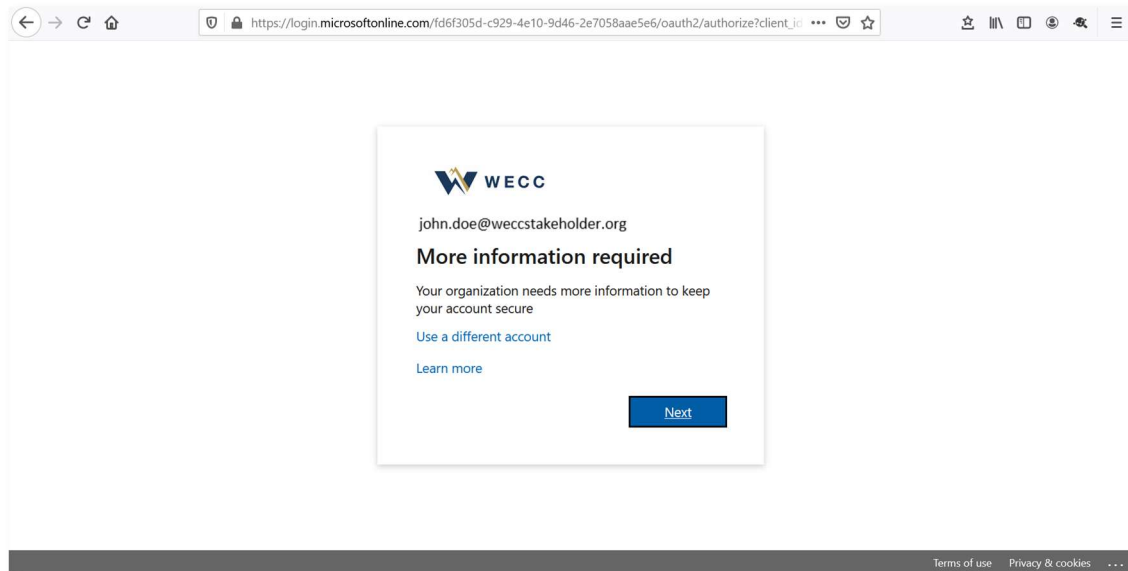 https://login.microsoftonline.com/fd6f305d-c929-4e10-9d46-2e7058aae5e6/oauth2/authorize?client_id
WECC
john.doe@weccstakeholder.org
More information required
Your organization needs more information to keep
your account secure
Use a different account
Learn more
Next
Terms of use Privacy & cookies ...